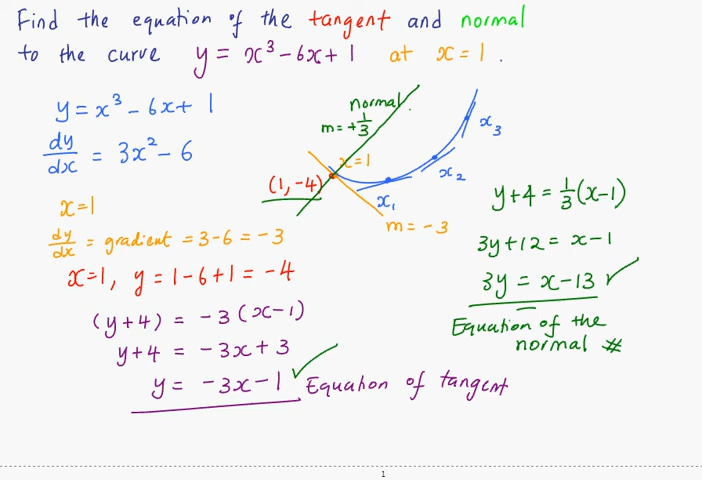 Find the equation of the tangent and normal
to the curve y = x³ - 6x + 1 at x = 1 .
y = x³ - 6x + 1
dy/dx = 3x² - 6
x = 1
dy/dx = gradient = 3 - 6 = -3
x = 1, y = 1 - 6 + 1 = -4
(y + 4) = -3 (x - 1)
y + 4 = -3x + 3
y = -3x - 1 ✓ Equation of tangent
normal
m = +1/3
x = 1
(1, -4)
x₁
x₂
x₃
m = -3
y + 4 = 1/3 (x - 1)
3y + 12 = x - 1
3y = x - 13 ✓
Equation of the
normal #
1